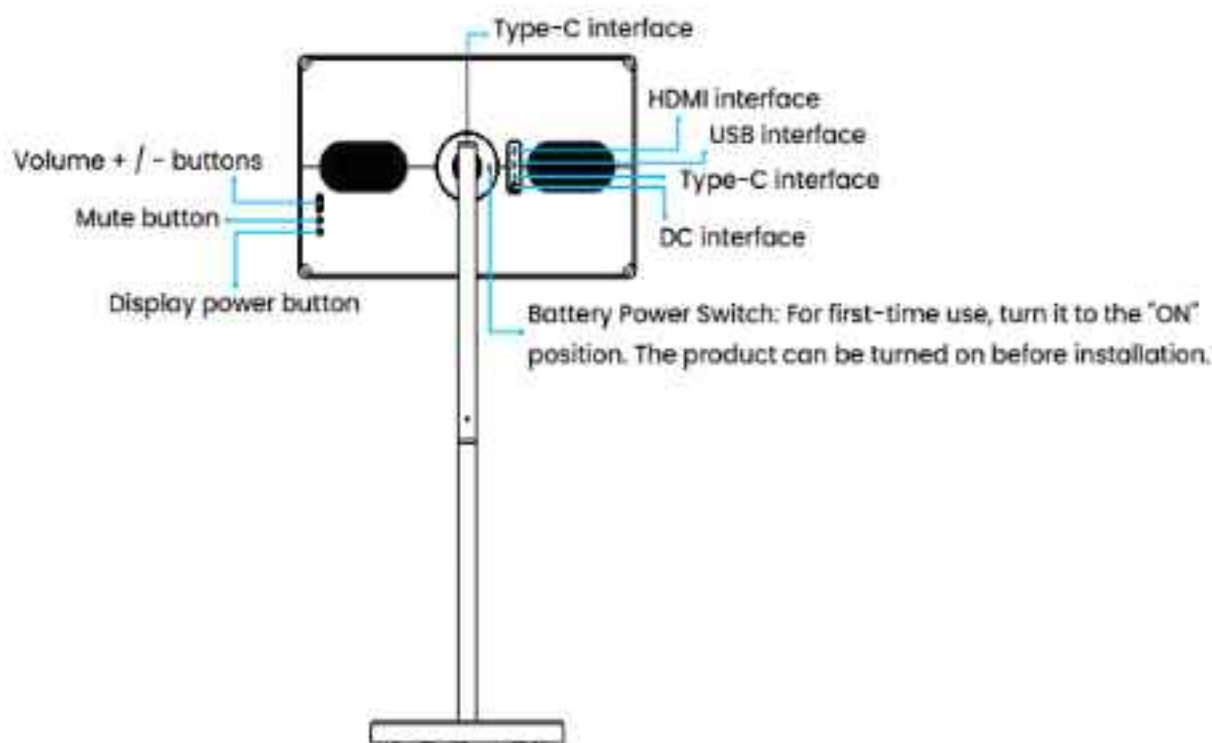 Type-C interface
HDMI interface
USB interface
Volume + / - buttons
Type-C interface
Mute button
DC interface
Display power button
Battery Power Switch: For first-time use, turn it to the "ON"
position. The product can be turned on before installation.